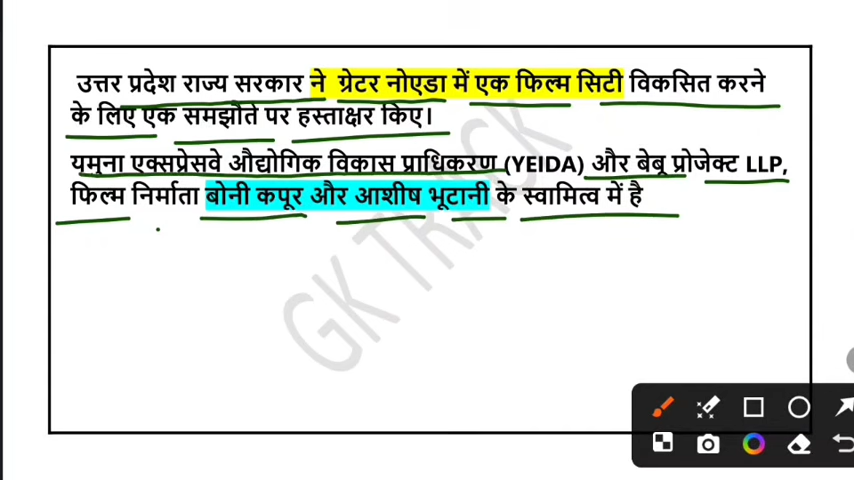 उत्तर प्रदेश राज्य सरकार ने ग्रेटर नोएडा में एक फिल्म सिटी विकसित करने
के लिए एक समझौते पर हस्ताक्षर किए।
यमुना एक्सप्रेसवे औद्योगिक विकास प्राधिकरण (YEIDA) और बेबू प्रोजेक्ट LLP,
फिल्म निर्माता बोनी कपूर और आशीष भूटानी के स्वामित्व में है
GK TRACK